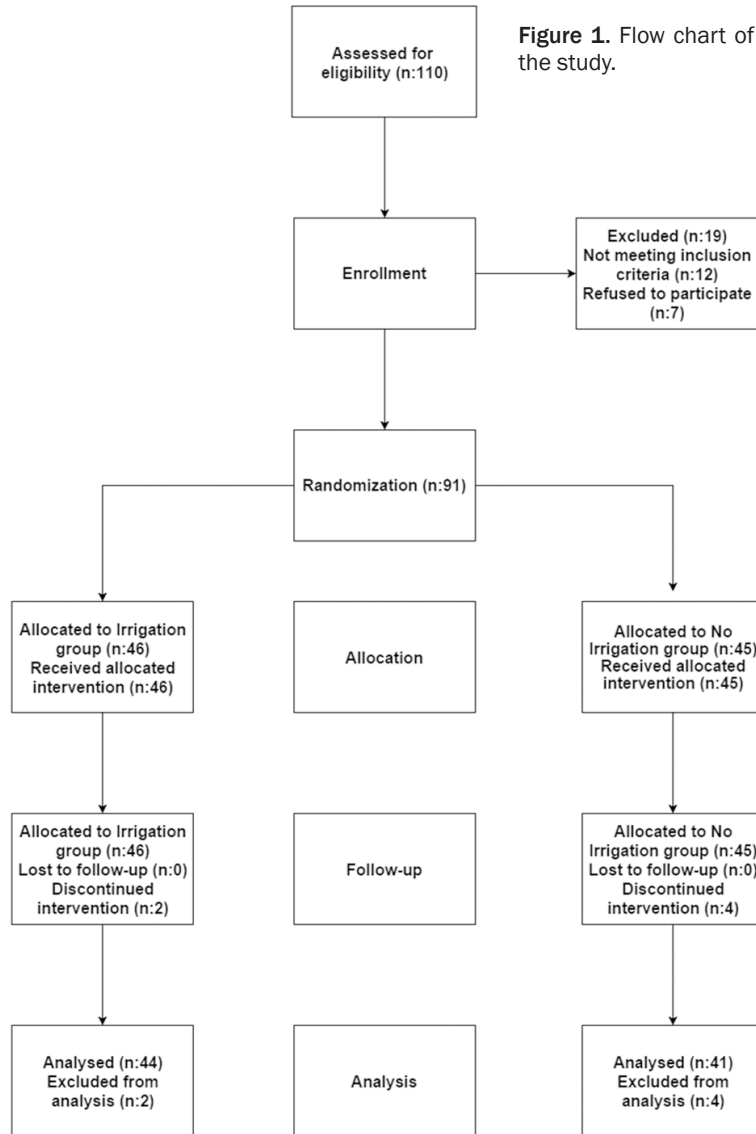 Assessed for
eligibility (n:110)
Figure 1. Flow chart of
the study.
Enrollment
Excluded (n:19)
Not meeting inclusion
criteria (n:12)
Refused to participate
(n:7)
Randomization (n:91)
Allocated to Irrigation
group (n:46)
Received allocated
intervention (n:46)
Allocation
Allocated to No
Irrigation group (n:45)
Received allocated
intervention (n:45)
Allocated to Irrigation
group (n:46)
Lost to follow-up (n:0)
Discontinued
intervention (n:2)
Follow-up
Allocated to No
Irrigation group (n:45)
Lost to follow-up (n:0)
Discontinued
intervention (n:4)
Analysed (n:44)
Excluded from
analysis (n:2)
Analysis
Analysed (n:41)
Excluded from
analysis (n:4)